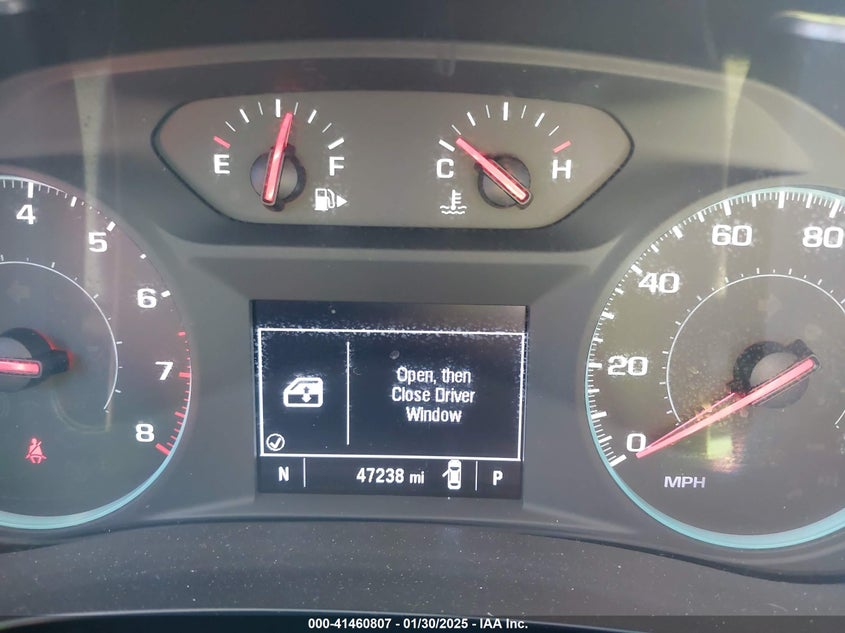 E F
C H
4
5
6
7
8
0
20
40
60
80
MPH
Open, then
Close Driver
Window
N 47238 mi P
000-41460807 - 01/30/2025 - IAA Inc.